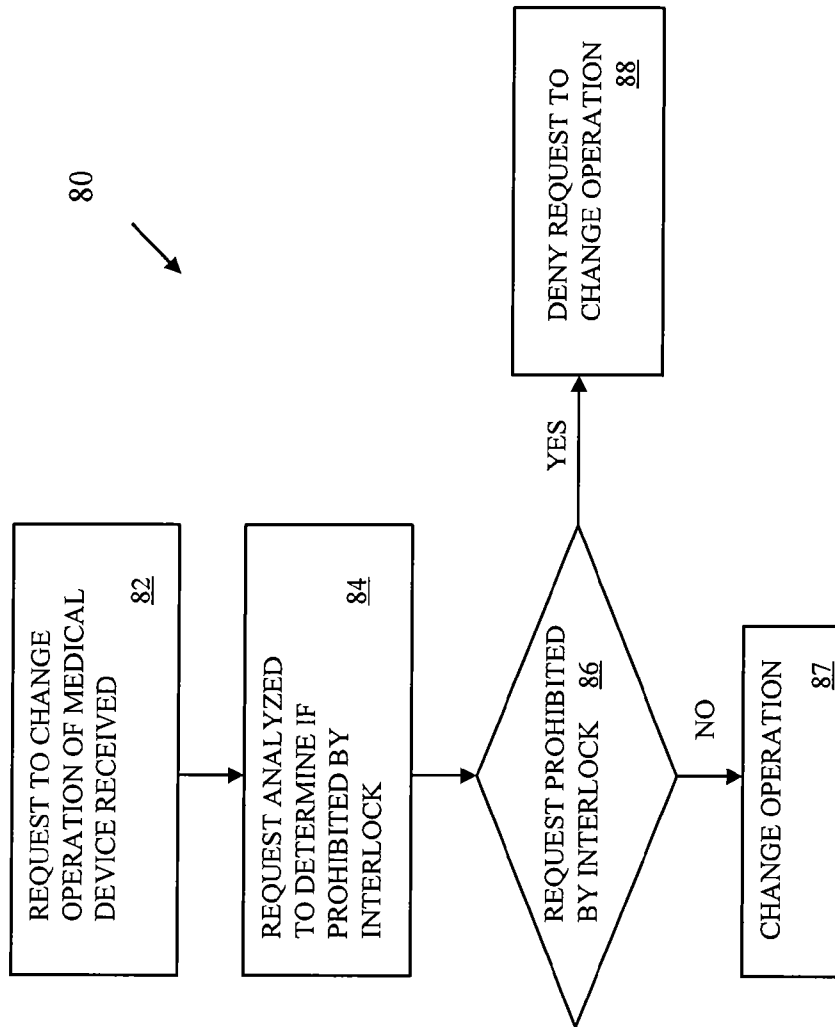 80
REQUEST TO CHANGE
OPERATION OF MEDICAL
DEVICE RECEIVED
82
REQUEST ANALYZED
TO DETERMINE IF
PROHIBITED BY
INTERLOCK
84
REQUEST PROHIBITED
BY INTERLOCK 86
YES
DENY REQUEST TO
CHANGE OPERATION
88
NO
CHANGE OPERATION
87